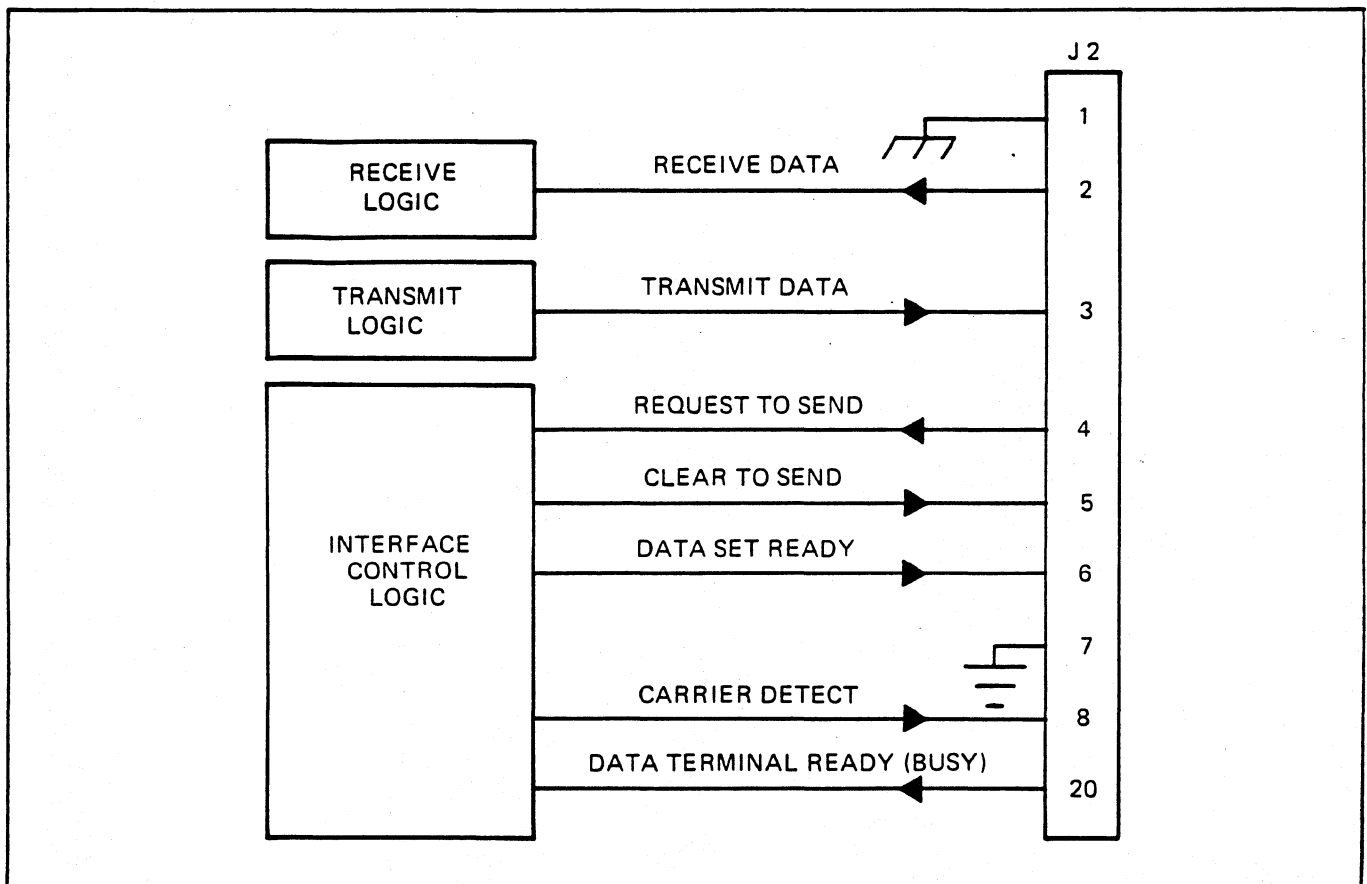 J 2
1
RECEIVE
LOGIC
RECEIVE DATA
2
TRANSMIT
LOGIC
TRANSMIT DATA
3
INTERFACE
CONTROL
LOGIC
REQUEST TO SEND
4
CLEAR TO SEND
5
DATA SET READY
6
7
CARRIER DETECT
8
DATA TERMINAL READY (BUSY)
20